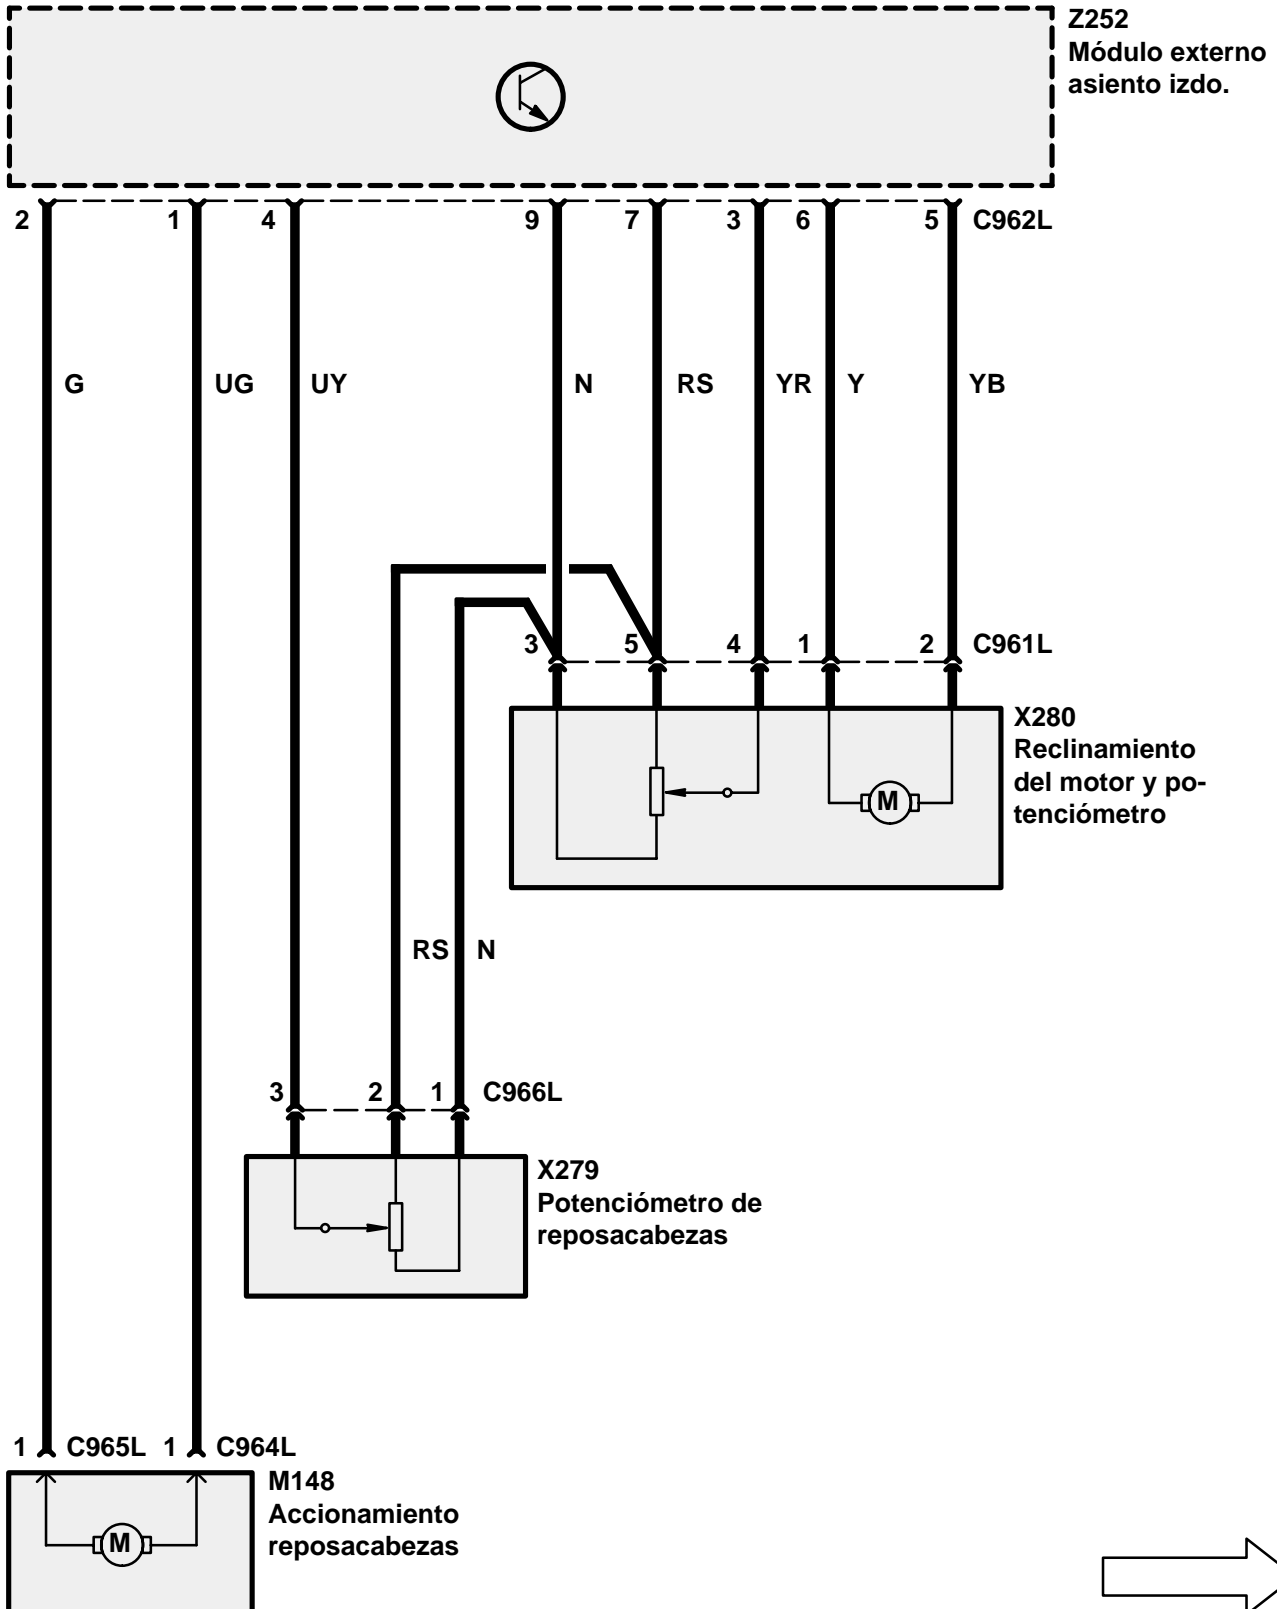 Z252
Módulo externo
asiento izdo.
2 1 4 9 7 3 6 5 C962L
G UG UY N RS YR Y YB
3 5 4 1 2 C961L
X280
Reclinamiento
del motor y po-
tenciómetro
M
RS N
3 2 1 C966L
X279
Potenciómetro de
reposacabezas
1 C965L 1 C964L
M148
Accionamiento
reposacabezas
M